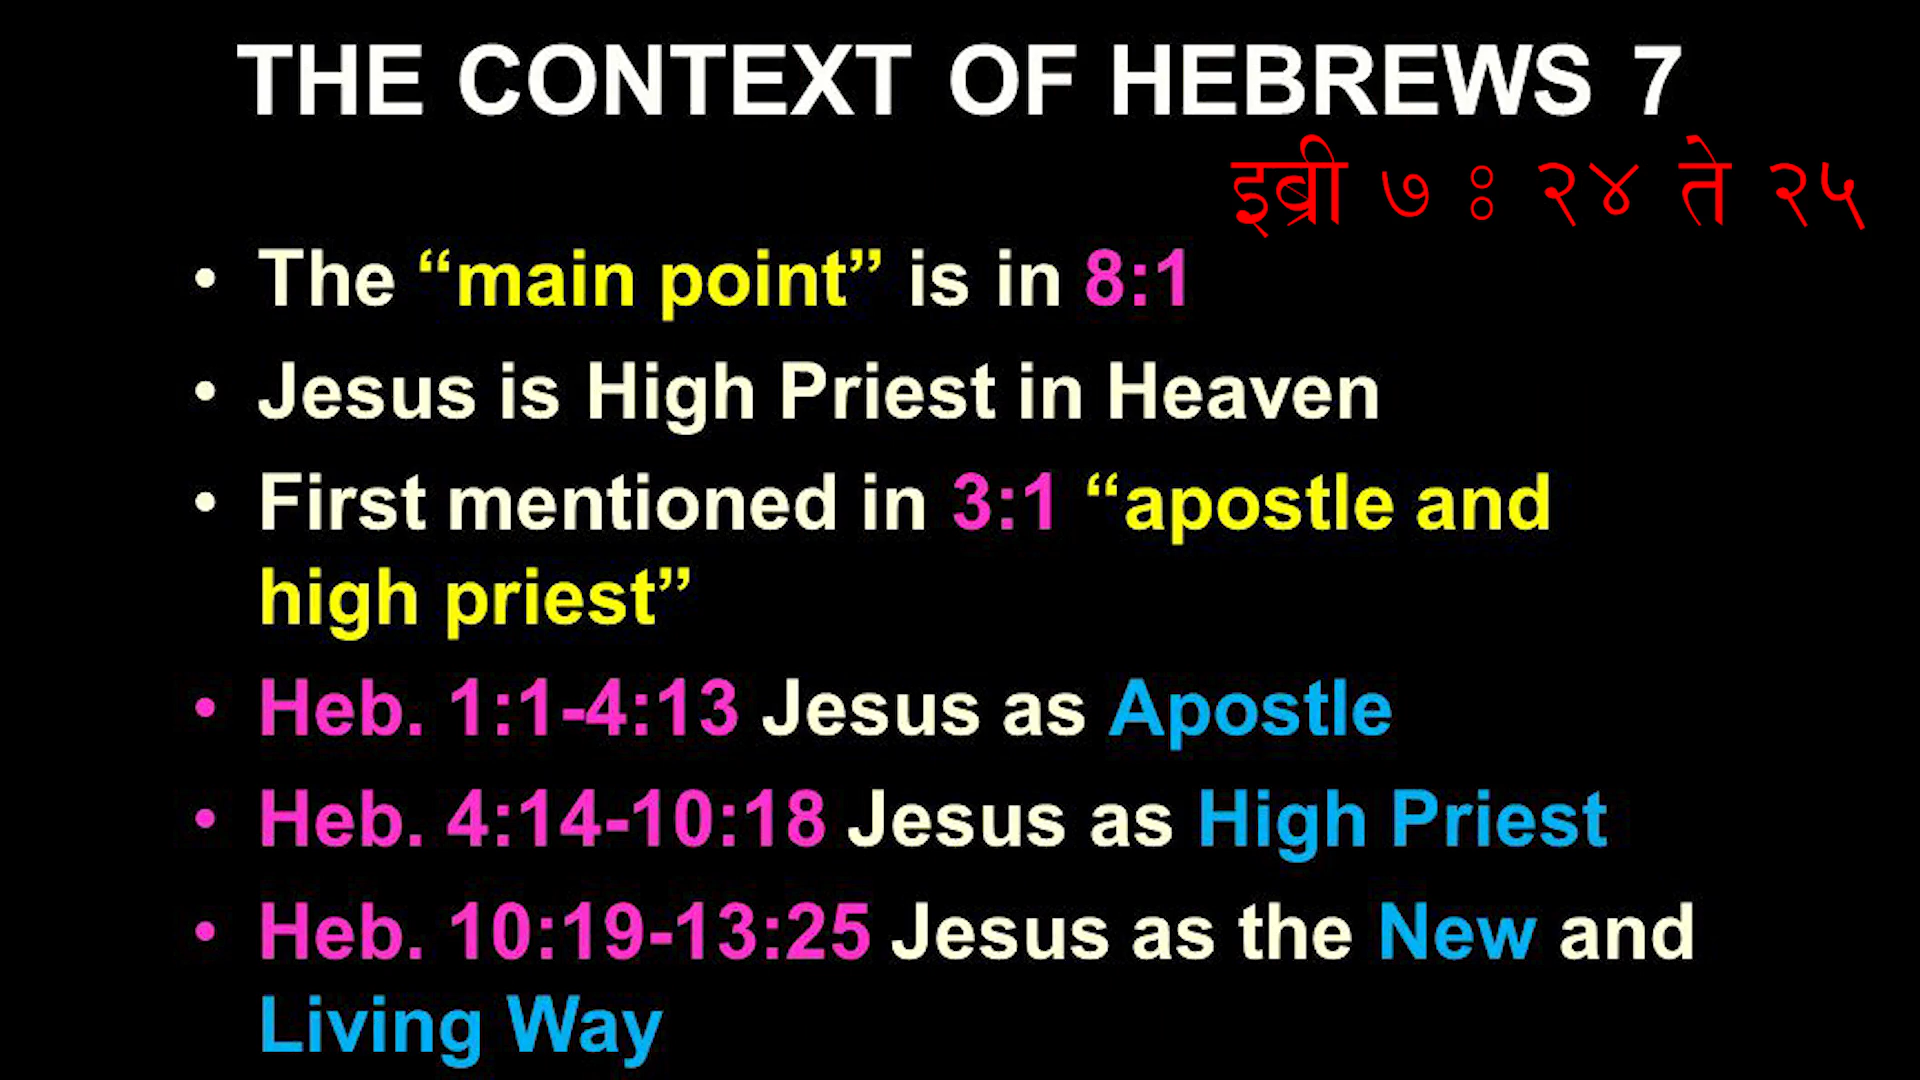 THE CONTEXT OF HEBREWS 7
इब्री ७ : २४ ते २५
• The “main point” is in 8:1
• Jesus is High Priest in Heaven
• First mentioned in 3:1 “apostle and
high priest”
• Heb. 1:1-4:13 Jesus as Apostle
• Heb. 4:14-10:18 Jesus as High Priest
• Heb. 10:19-13:25 Jesus as the New and
Living Way